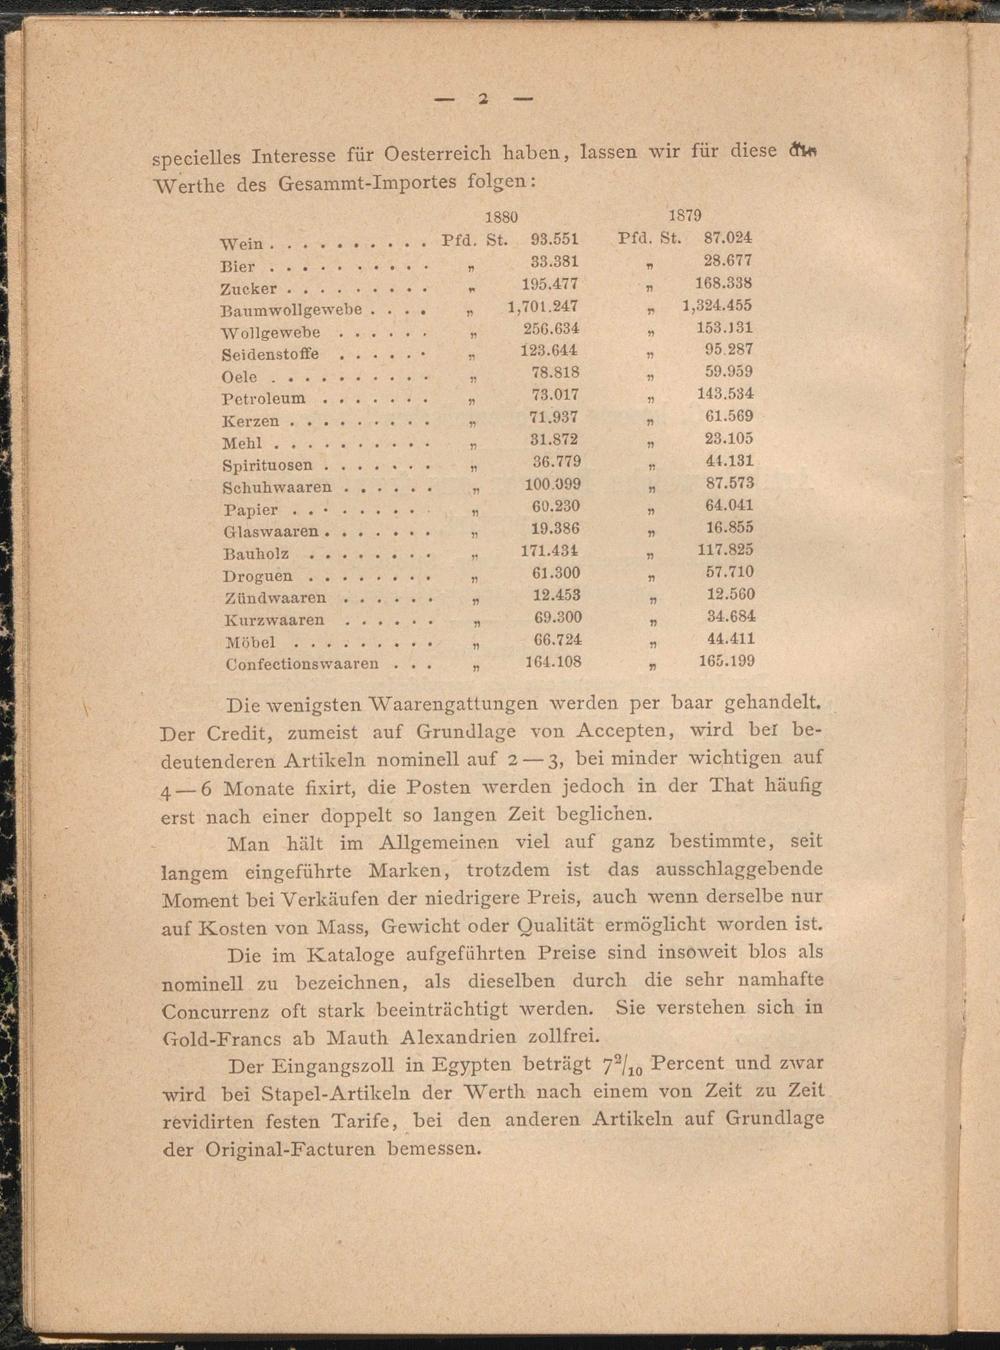 — 2 —
specielles Interesse für Oesterreich haben, lassen wir für diese die
Werthe des Gesammt-Importes folgen:
1880 1879
Wein . . . . . . . . . . Pfd. St. 93.551 Pfd. St. 87.024
Bier . . . . . . . . . . „ 33.381 „ 28.677
Zucker . . . . . . . . . „ 195.477 „ 168.338
Baumwollgewebe . . . . „ 1,701.247 „ 1,324.455
Wollgewebe . . . . . . „ 256.634 „ 153.131
Seidenstoffe . . . . . . „ 123.644 „ 95.287
Oele . . . . . . . . . . „ 78.818 „ 59.959
Petroleum . . . . . . . „ 73.017 „ 143.534
Kerzen . . . . . . . . . „ 71.937 „ 61.569
Mehl . . . . . . . . . . „ 31.872 „ 23.105
Spirituosen . . . . . . . „ 36.779 „ 44.131
Schuhwaaren . . . . . . „ 100.099 „ 87.573
Papier . . . . . . . . . „ 60.230 „ 64.041
Glaswaaren . . . . . . . „ 19.386 „ 16.855
Bauholz . . . . . . . . „ 171.434 „ 117.825
Droguen . . . . . . . . „ 61.300 „ 57.710
Zündwaaren . . . . . . „ 12.453 „ 12.560
Kurzwaaren . . . . . . „ 69.300 „ 34.684
Möbel . . . . . . . . . „ 66.724 „ 44.411
Confectionswaaren . . . „ 164.108 „ 165.199
Die wenigsten Waarengattungen werden per baar gehandelt.
Der Credit, zumeist auf Grundlage von Accepten, wird bei be-
deutenderen Artikeln nominell auf 2 — 3, bei minder wichtigen auf
4 — 6 Monate fixirt, die Posten werden jedoch in der That häufig
erst nach einer doppelt so langen Zeit beglichen.
Man hält im Allgemeinen viel auf ganz bestimmte, seit
langem eingeführte Marken, trotzdem ist das ausschlaggebende
Moment bei Verkäufen der niedrigere Preis, auch wenn derselbe nur
auf Kosten von Mass, Gewicht oder Qualität ermöglicht worden ist.
Die im Kataloge aufgeführten Preise sind insoweit blos als
nominell zu bezeichnen, als dieselben durch die sehr namhafte
Concurrenz oft stark beeinträchtigt werden. Sie verstehen sich in
Gold-Francs ab Mauth Alexandrien zollfrei.
Der Eingangszoll in Egypten beträgt 7 2/10 Percent und zwar
wird bei Stapel-Artikeln der Werth nach einem von Zeit zu Zeit
revidirten festen Tarife, bei den anderen Artikeln auf Grundlage
der Original-Facturen bemessen.